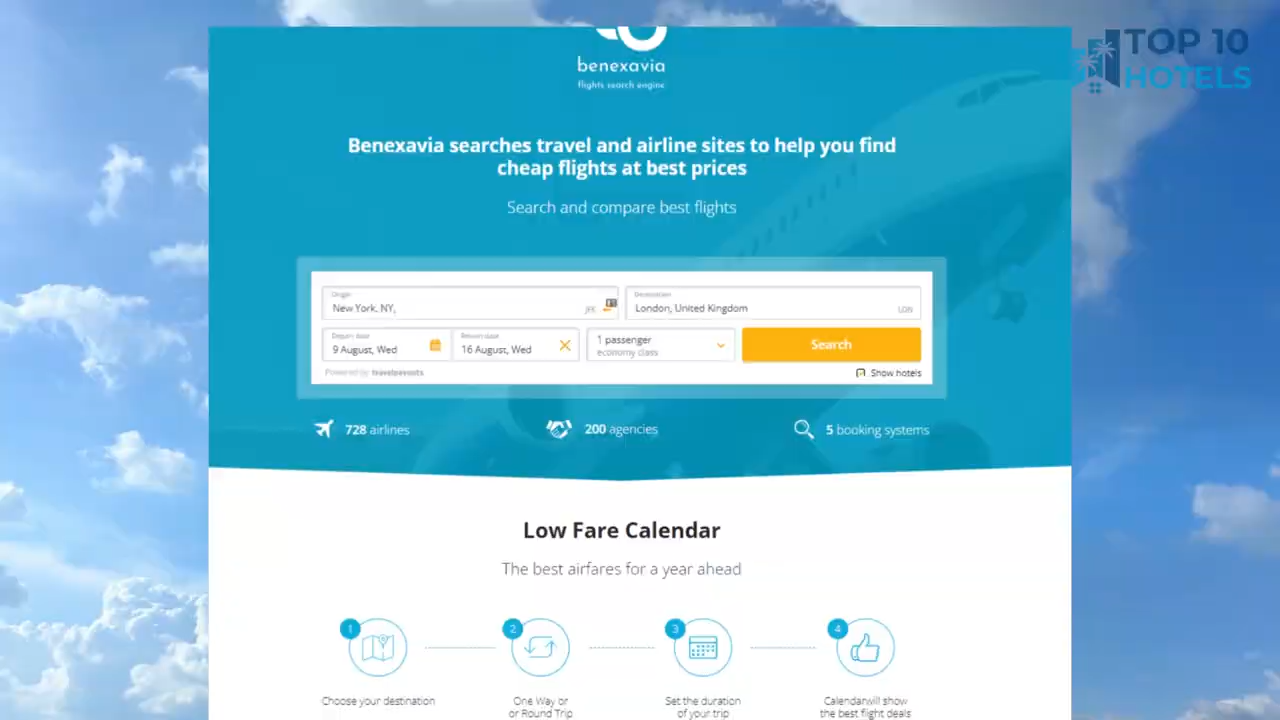 TOP 10
HOTELS
benexavia
flights search engine
Benexavia searches travel and airline sites to help you find
cheap flights at best prices
Search and compare best flights
Origin
Destination
New York, NY,
JFK
London, United Kingdom
LON
Depart date
Return date
9 August, Wed
16 August, Wed
1 passenger
economy class
Search
Powered by travelpayouts
Show hotels
728 airlines
200 agencies
5 booking systems
Low Fare Calendar
The best airfares for a year ahead
1
2
3
4
Choose your destination
One Way or
or Round Trip
Set the duration
of your trip
Calendarwill show
the best flight deals